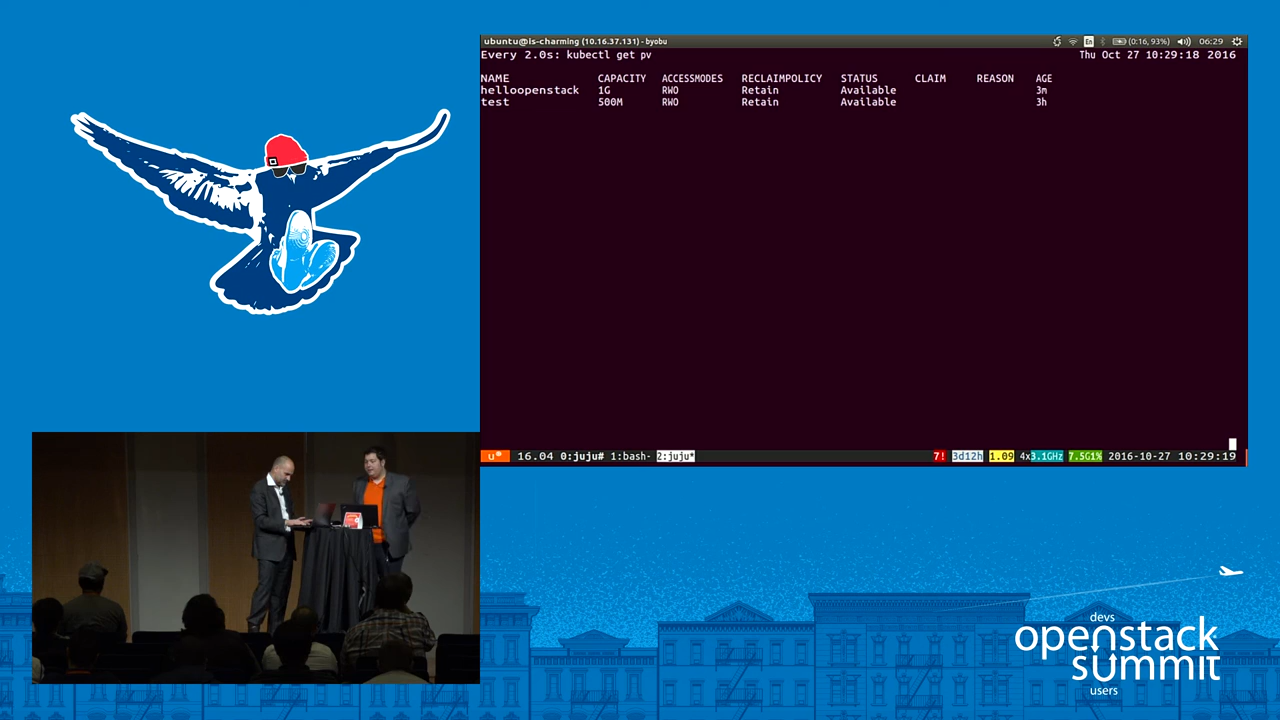 ubuntu@is-charming (10.16.37.131) - byobu En (0:16, 93%) 06:29
Every 2.0s: kubectl get pv Thu Oct 27 10:29:18 2016
NAME CAPACITY ACCESSMODES RECLAIMPOLICY STATUS CLAIM REASON AGE
helloopenstack 1G RWO Retain Available 3m
test 500M RWO Retain Available 3h
u 16.04 0:juju# 1:bash- 2:juju* 7! 3d12h 1.09 4x3.1GHz 7.5G1% 2016-10-27 10:29:19
devs
openstack
summit
users